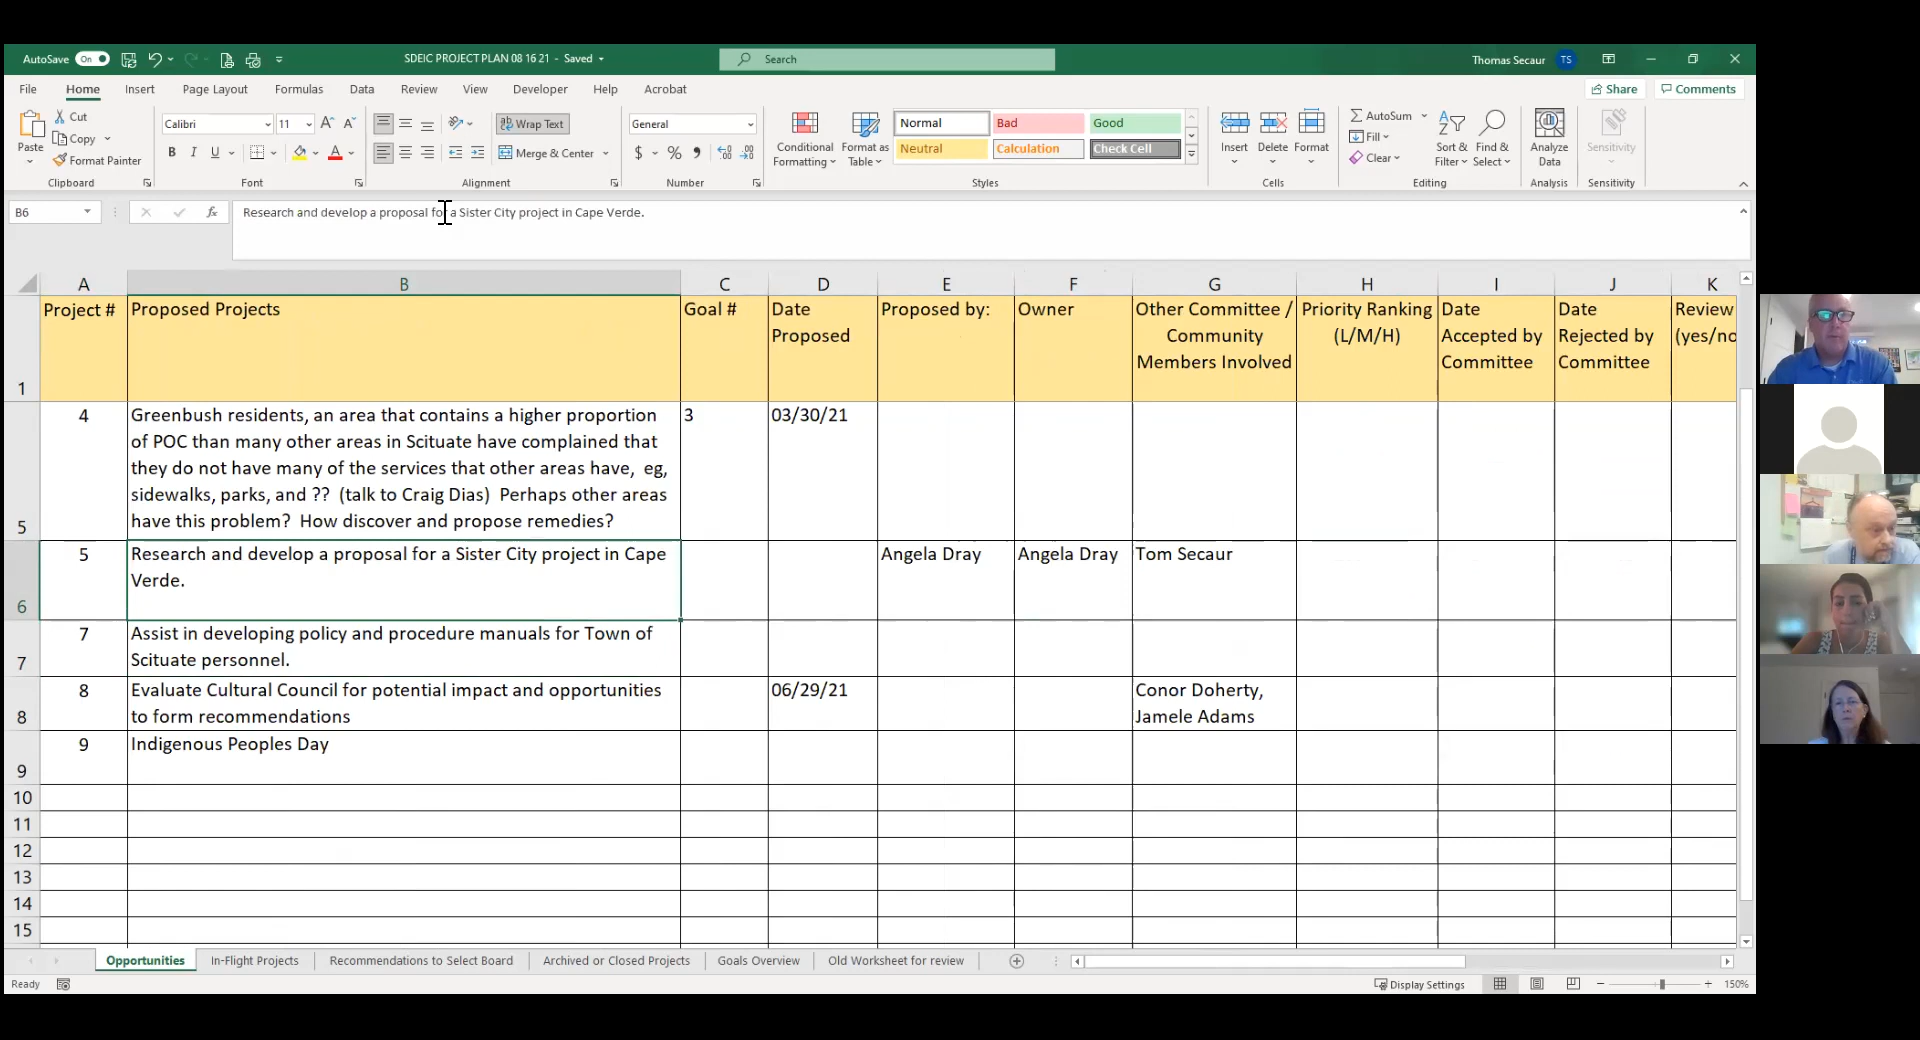 AutoSave On
SDEIC PROJECT PLAN 08 16 21 - Saved
Search
Thomas Secaur TS
File Home Insert Page Layout Formulas Data Review View Developer Help Acrobat
Share Comments
Paste
Cut
Copy
Format Painter
Clipboard
Calibri 11
B I U
Font
Wrap Text
Merge & Center
Alignment
General
$ % ,
Number
Conditional Formatting
Format as Table
Normal Bad Good
Neutral Calculation Check Cell
Styles
Insert Delete Format
Cells
AutoSum
Fill
Clear
Sort & Filter
Find & Select
Editing
Analyze Data
Analysis
Sensitivity
Sensitivity
B6 fx Research and develop a proposal for a Sister City project in Cape Verde.
A B C D E F G H I J K
1
Project #
Proposed Projects
Goal #
Date
Proposed
Proposed by:
Owner
Other Committee /
Community
Members Involved
Priority Ranking
(L/M/H)
Date
Accepted by
Committee
Date
Rejected by
Committee
Review
(yes/no
5
4
Greenbush residents, an area that contains a higher proportion
of POC than many other areas in Scituate have complained that
they do not have many of the services that other areas have, eg,
sidewalks, parks, and ?? (talk to Craig Dias) Perhaps other areas
have this problem? How discover and propose remedies?
3
03/30/21
6
5
Research and develop a proposal for a Sister City project in Cape
Verde.
Angela Dray
Angela Dray
Tom Secaur
7
7
Assist in developing policy and procedure manuals for Town of
Scituate personnel.
8
8
Evaluate Cultural Council for potential impact and opportunities
to form recommendations
06/29/21
Conor Doherty,
Jamele Adams
9
9
Indigenous Peoples Day
10
11
12
13
14
15
Opportunities In-Flight Projects Recommendations to Select Board Archived or Closed Projects Goals Overview Old Worksheet for review
Ready
Display Settings
150%